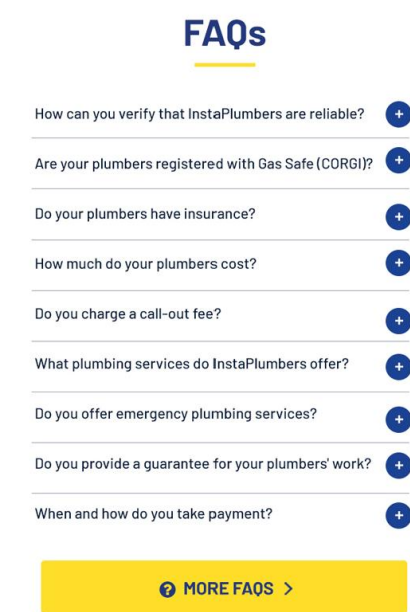 FAQs
How can you verify that InstaPlumbers are reliable?
Are your plumbers registered with Gas Safe (CORGI)?
Do your plumbers have insurance?
How much do your plumbers cost?
Do you charge a call-out fee?
What plumbing services do InstaPlumbers offer?
Do you offer emergency plumbing services?
Do you provide a guarantee for your plumbers' work?
When and how do you take payment?
MORE FAQS